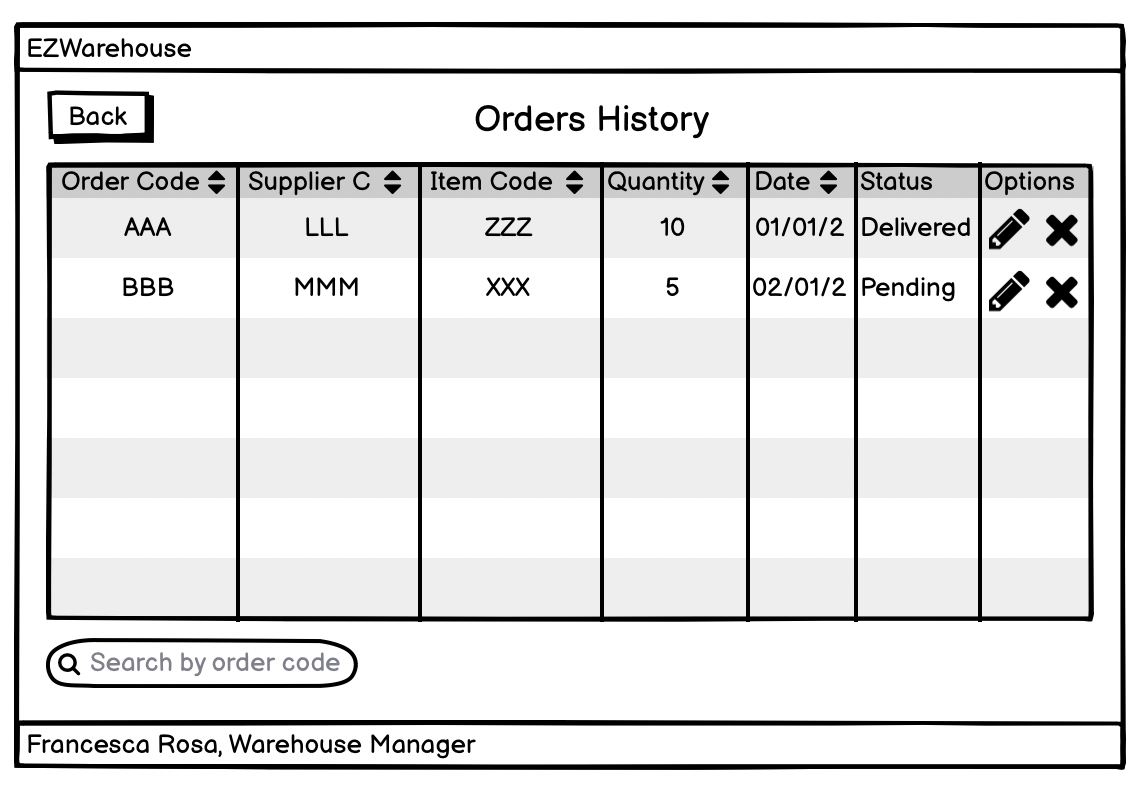 EZWarehouse
Back
Orders History
Order Code Supplier C Item Code Quantity Date Status Options
AAA LLL ZZZ 10 01/01/2 Delivered
BBB MMM XXX 5 02/01/2 Pending
Search by order code
Francesca Rosa, Warehouse Manager